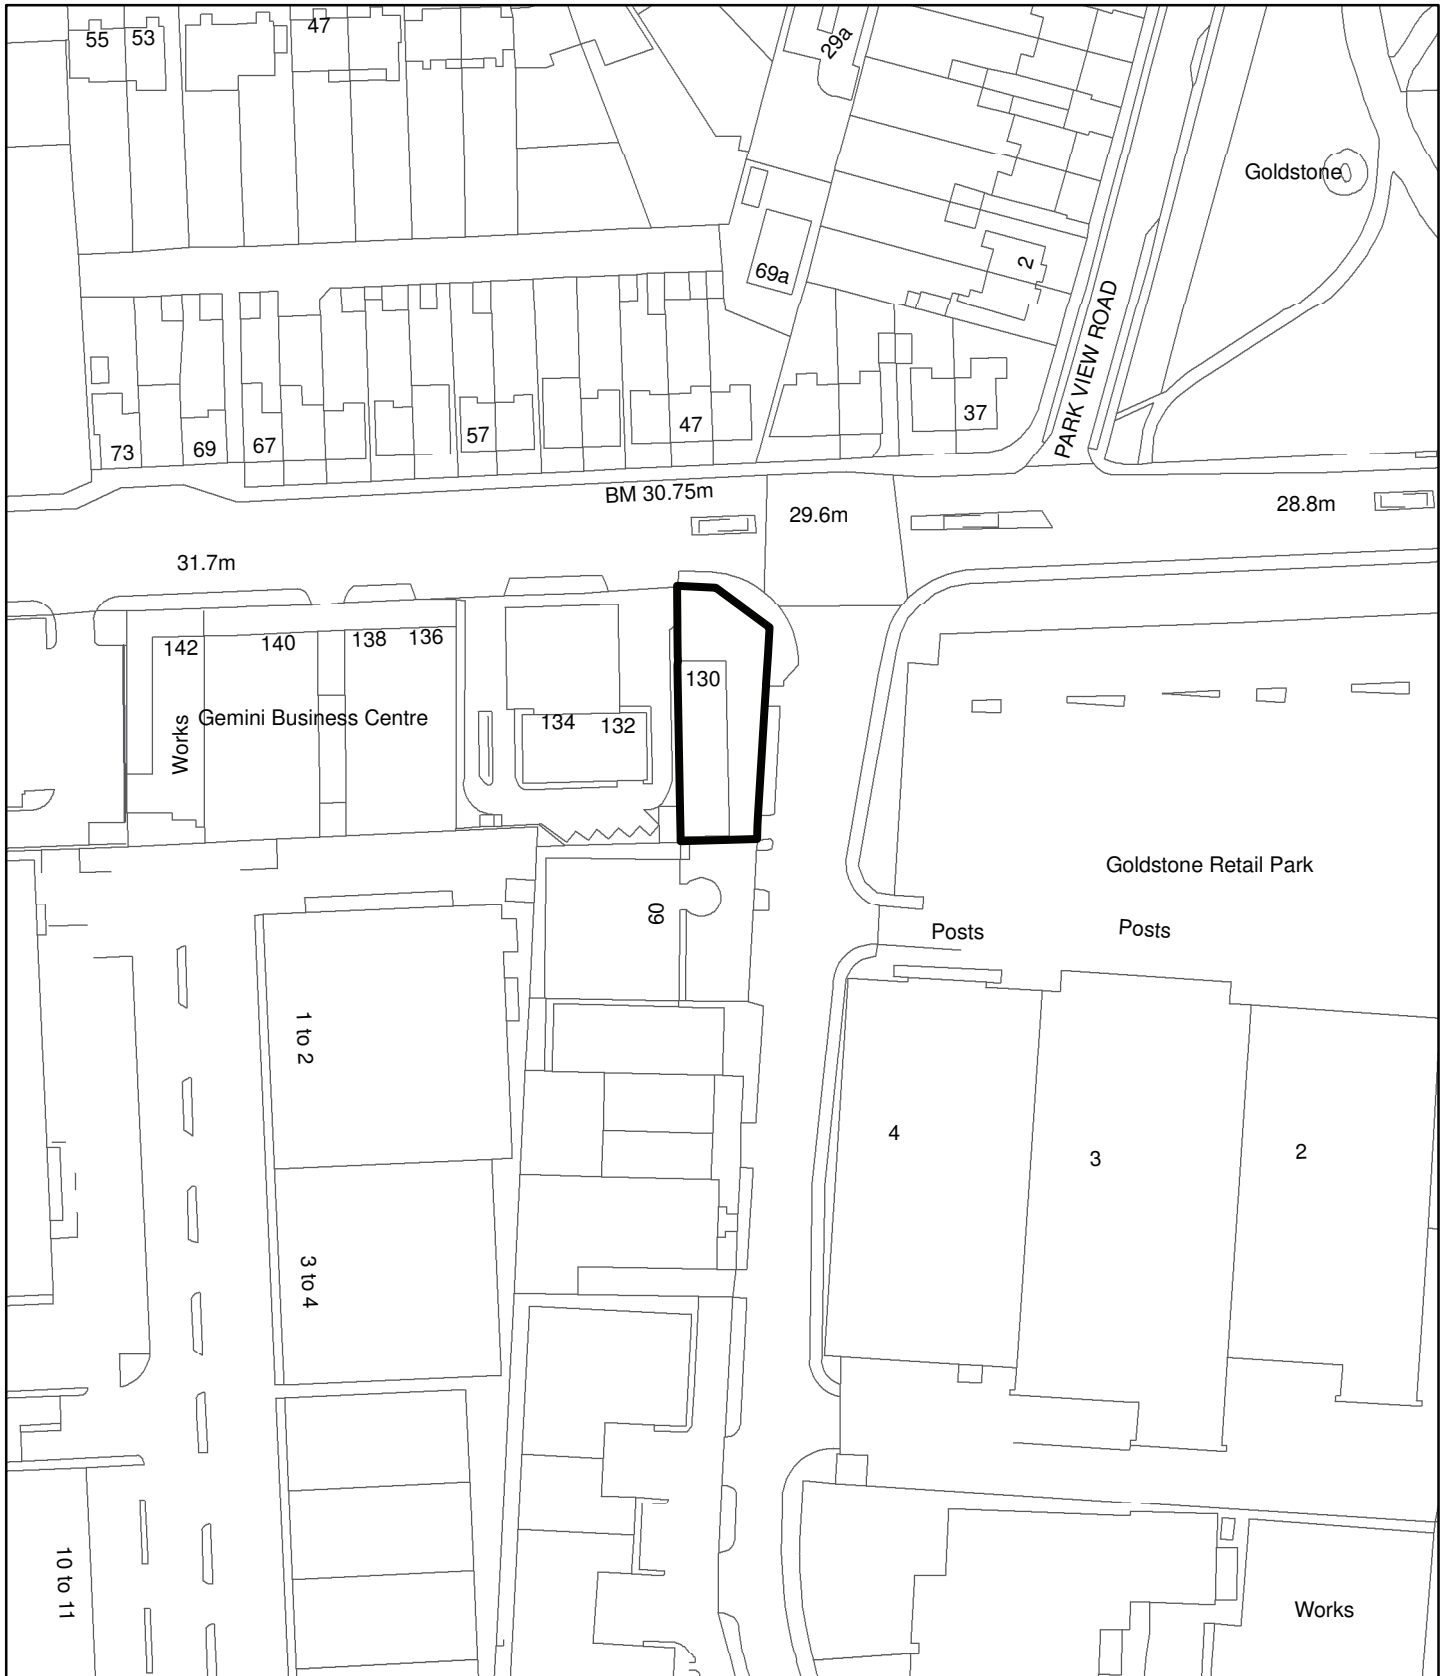 55
53
47
29a
Goldstone
69a
2
PARK VIEW ROAD
73
69
67
57
47
37
BM 30.75m
29.6m
28.8m
31.7m
142
140
138
136
130
Works
Gemini Business Centre
134
132
Goldstone Retail Park
60
Posts
Posts
1 to 2
4
3
2
3 to 4
10 to 11
Works